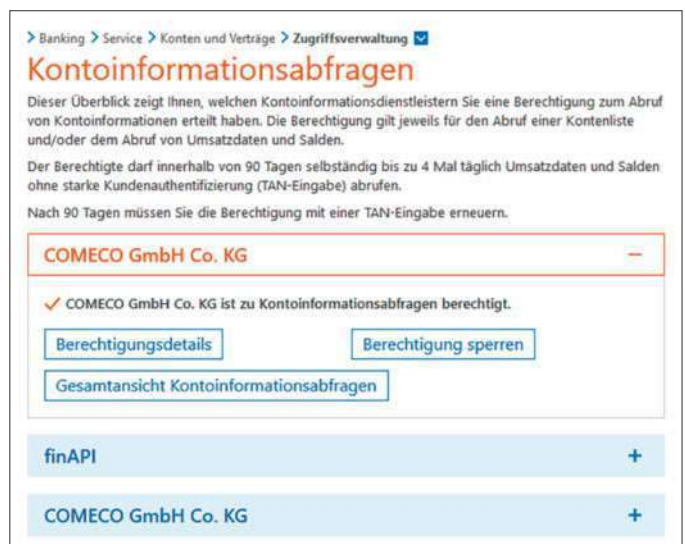 Banking > Service > Konten und Verträge > Zugriffsverwaltung
Kontoinformationsabfragen
Dieser Überblick zeigt Ihnen, welchen Kontoinformationsdienstleistern Sie eine Berechtigung zum Abruf
von Kontoinformationen erteilt haben. Die Berechtigung gilt jeweils für den Abruf einer Kontenliste
und/oder dem Abruf von Umsatzdaten und Salden.
Der Berechtigte darf innerhalb von 90 Tagen selbständig bis zu 4 Mal täglich Umsatzdaten und Salden
ohne starke Kundenauthentifizierung (TAN-Eingabe) abrufen.
Nach 90 Tagen müssen Sie die Berechtigung mit einer TAN-Eingabe erneuern.
COMECO GmbH Co. KG
COMECO GmbH Co. KG ist zu Kontoinformationsabfragen berechtigt.
Berechtigungsdetails Berechtigung sperren
Gesamtansicht Kontoinformationsabfragen
finAPI
COMECO GmbH Co. KG